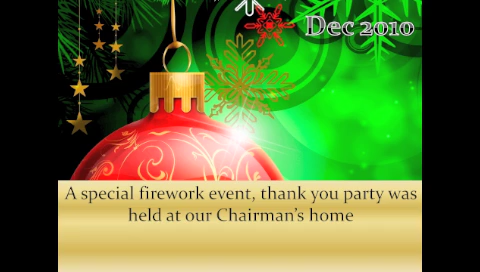 Dec 2010
A special firework event, thank you party was
held at our Chairman's home